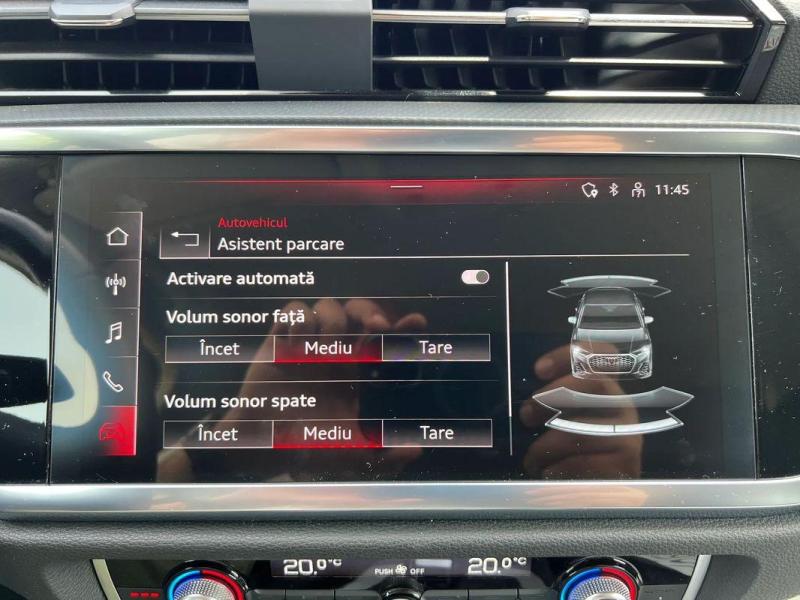 11:45
Autovehicul
Asistent parcare
Activare automată
Volum sonor față
Încet Mediu Tare
Volum sonor spate
Încet Mediu Tare
20.0°C PUSH OFF 20.0°C